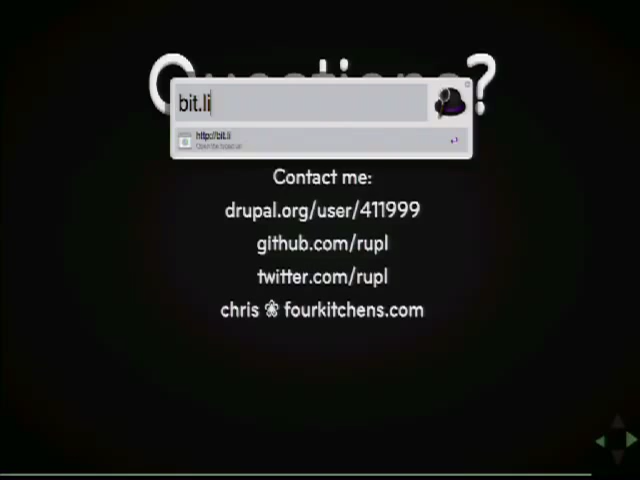 Questions?
bit.li
http://bit.li
Contact me:
drupal.org/user/411999
github.com/rupl
twitter.com/rupl
chris ❀ fourkitchens.com